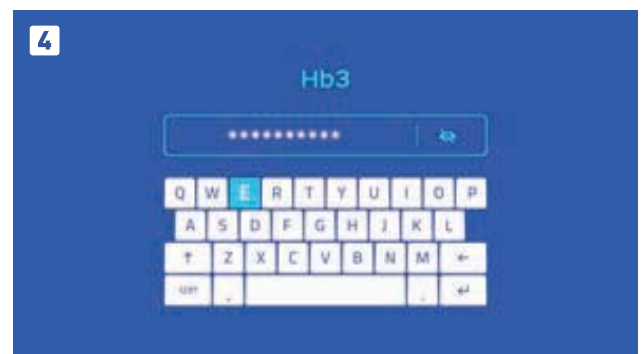 4
Hb3
**********
Q W E R T Y U I O P
A S D F G H J K L
↑ Z X C V B N M ←
, . ↵